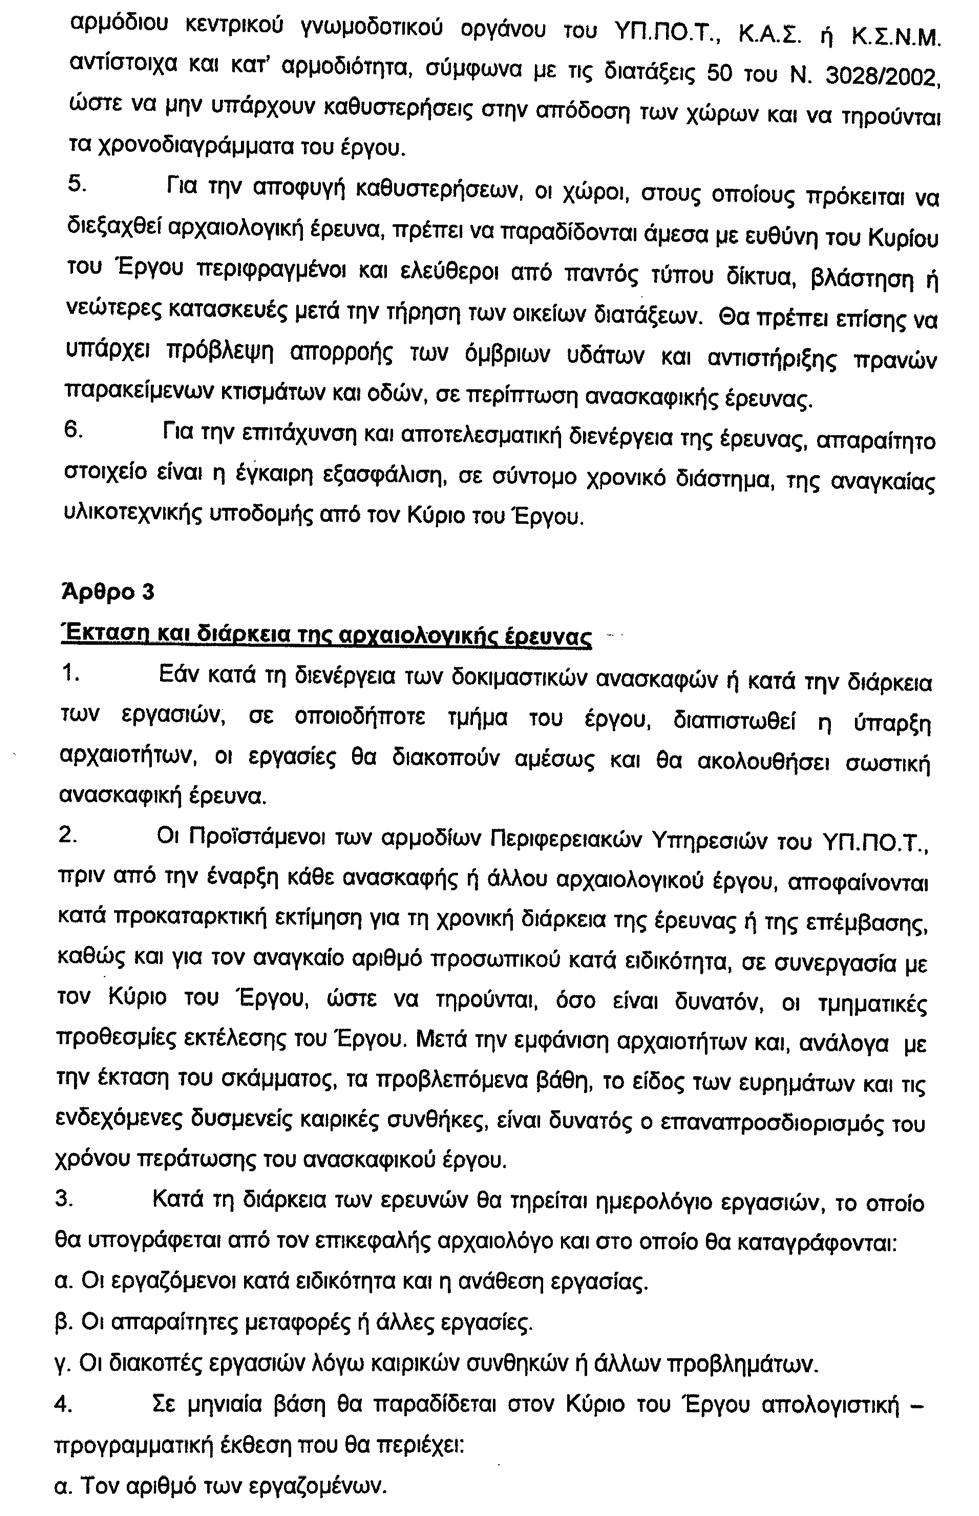 αρμόδιου κεντρικού γνωμοδοτικού οργάνου του ΥΠ.ΠΟ.Τ., Κ.Α.Σ. ή Κ.Σ.Ν.Μ.
αντίστοιχα και κατ' αρμοδιότητα, σύμφωνα με τις διατάξεις 50 του Ν. 3028/2002,
ώστε να μην υπάρχουν καθυστερήσεις στην απόδοση των χώρων και να τηρούνται
τα χρονοδιαγράμματα του έργου.
5. Για την αποφυγή καθυστερήσεων, οι χώροι, στους οποίους πρόκειται να
διεξαχθεί αρχαιολογική έρευνα, πρέπει να παραδίδονται άμεσα με ευθύνη του Κυρίου
του Έργου περιφραγμένοι και ελεύθεροι από παντός τύπου δίκτυα, βλάστηση ή
νεώτερες κατασκευές μετά την τήρηση των οικείων διατάξεων. Θα πρέπει επίσης να
υπάρχει πρόβλεψη απορροής των όμβριων υδάτων και αντιστήριξης πρανών
παρακείμενων κτισμάτων και οδών, σε περίπτωση ανασκαφικής έρευνας.
6. Για την επιτάχυνση και αποτελεσματική διενέργεια της έρευνας, απαραίτητο
στοιχείο είναι η έγκαιρη εξασφάλιση, σε σύντομο χρονικό διάστημα, της αναγκαίας
υλικοτεχνικής υποδομής από τον Κύριο του Έργου.
Άρθρο 3
Έκταση και διάρκεια της αρχαιολογικής έρευνας
1. Εάν κατά τη διενέργεια των δοκιμαστικών ανασκαφών ή κατά την διάρκεια
των εργασιών, σε οποιοδήποτε τμήμα του έργου, διαπιστωθεί η ύπαρξη
αρχαιοτήτων, οι εργασίες θα διακοπούν αμέσως και θα ακολουθήσει σωστική
ανασκαφική έρευνα.
2. Οι Προϊστάμενοι των αρμοδίων Περιφερειακών Υπηρεσιών του ΥΠ.ΠΟ.Τ.,
πριν από την έναρξη κάθε ανασκαφής ή άλλου αρχαιολογικού έργου, αποφαίνονται
κατά προκαταρκτική εκτίμηση για τη χρονική διάρκεια της έρευνας ή της επέμβασης,
καθώς και για τον αναγκαίο αριθμό προσωπικού κατά ειδικότητα, σε συνεργασία με
τον Κύριο του Έργου, ώστε να τηρούνται, όσο είναι δυνατόν, οι τμηματικές
προθεσμίες εκτέλεσης του Έργου. Μετά την εμφάνιση αρχαιοτήτων και, ανάλογα με
την έκταση του σκάμματος, τα προβλεπόμενα βάθη, το είδος των ευρημάτων και τις
ενδεχόμενες δυσμενείς καιρικές συνθήκες, είναι δυνατός ο επαναπροσδιορισμός του
χρόνου περάτωσης του ανασκαφικού έργου.
3. Κατά τη διάρκεια των ερευνών θα τηρείται ημερολόγιο εργασιών, το οποίο
θα υπογράφεται από τον επικεφαλής αρχαιολόγο και στο οποίο θα καταγράφονται:
α. Οι εργαζόμενοι κατά ειδικότητα και η ανάθεση εργασίας.
β. Οι απαραίτητες μεταφορές ή άλλες εργασίες.
γ. Οι διακοπές εργασιών λόγω καιρικών συνθηκών ή άλλων προβλημάτων.
4. Σε μηνιαία βάση θα παραδίδεται στον Κύριο του Έργου απολογιστική –
προγραμματική έκθεση που θα περιέχει:
α. Τον αριθμό των εργαζομένων.